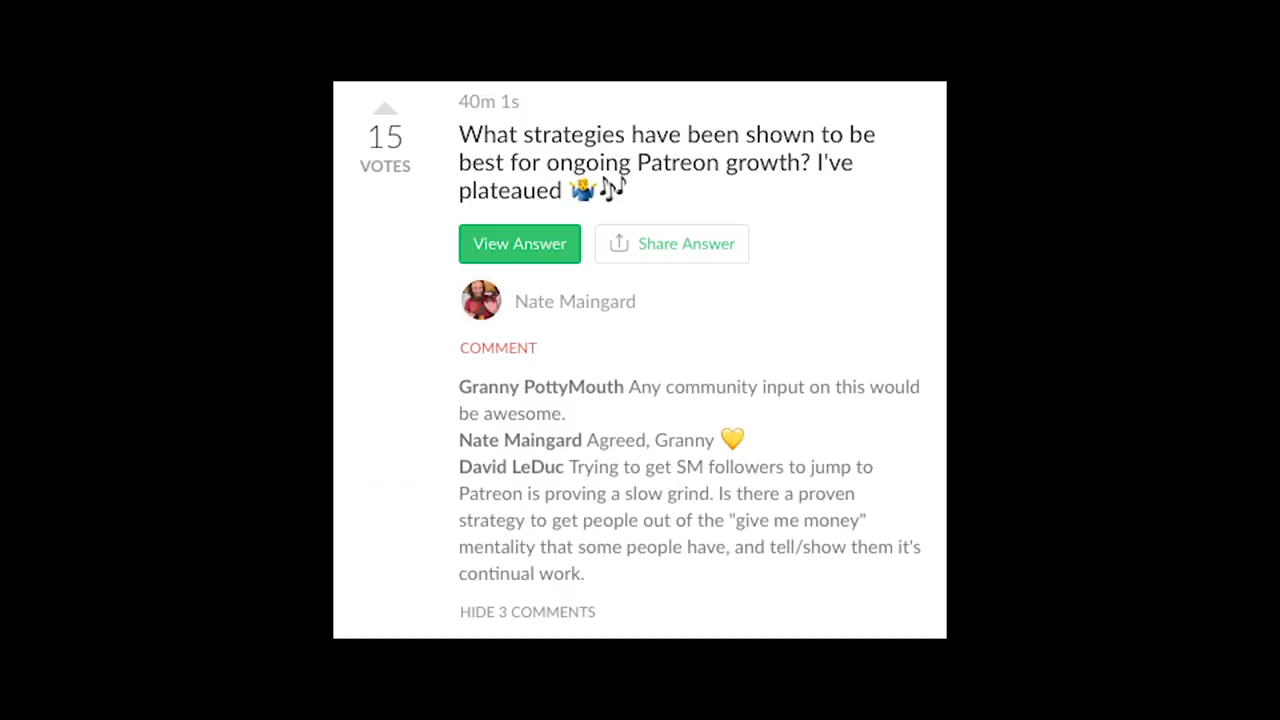 40m 1s
15
VOTES
What strategies have been shown to be
best for ongoing Patreon growth? I've
plateaued 🤷‍♂️🎶
View Answer
Share Answer
Nate Maingard
COMMENT
Granny PottyMouth Any community input on this would
be awesome.
Nate Maingard Agreed, Granny 💛
David LeDuc Trying to get SM followers to jump to
Patreon is proving a slow grind. Is there a proven
strategy to get people out of the "give me money"
mentality that some people have, and tell/show them it's
continual work.
HIDE 3 COMMENTS